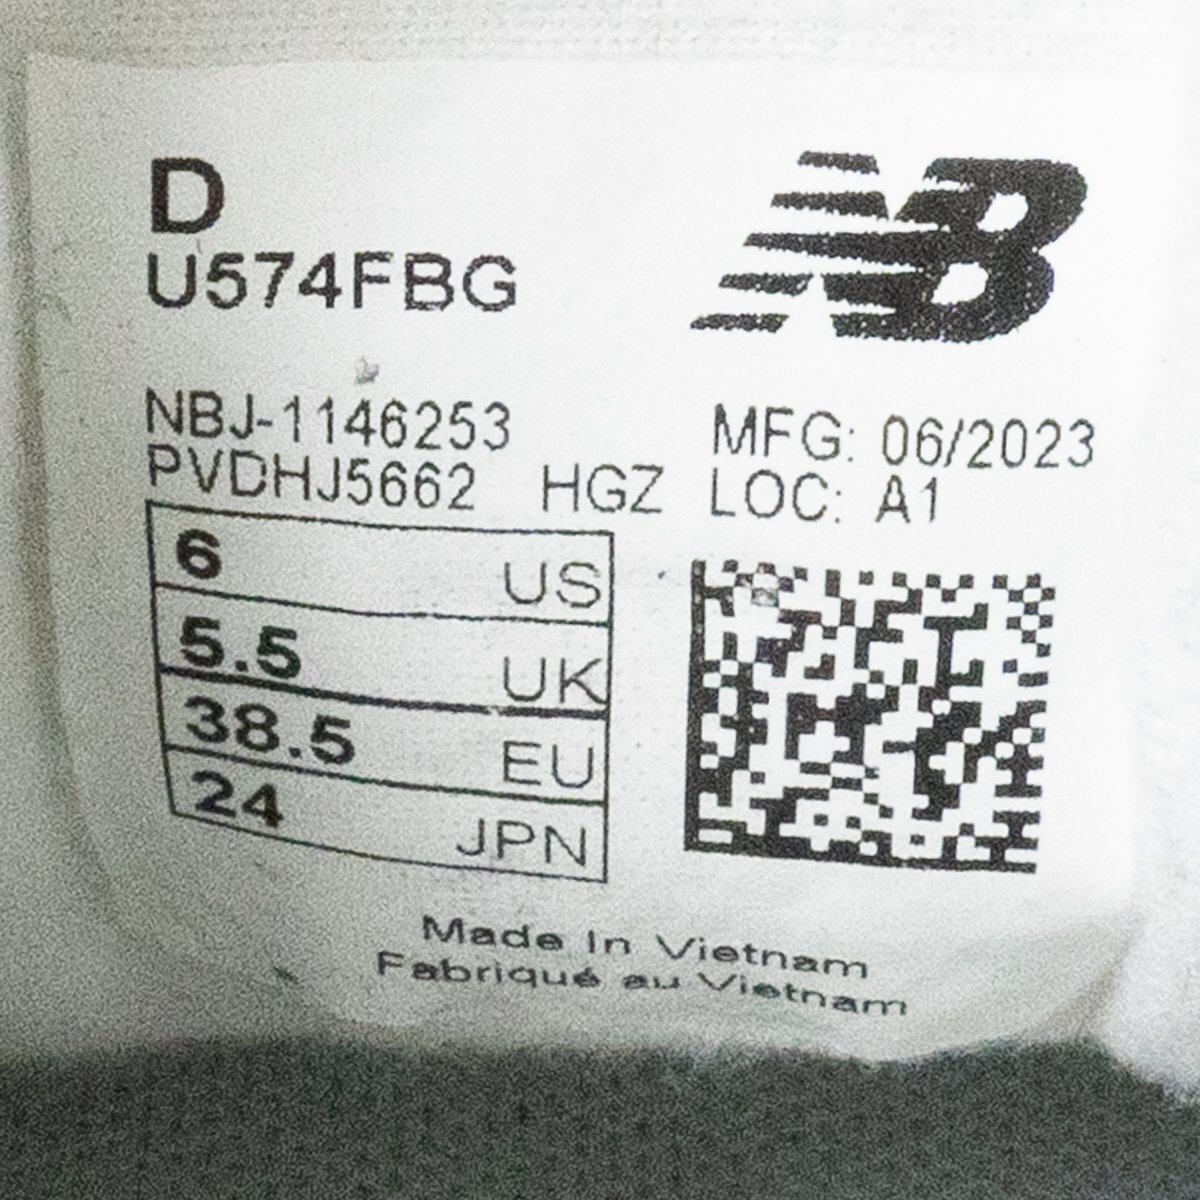 D
NB
U574FBG
NBJ-1146253
MFG: 06/2023
PVDHJ5662 HGZ
LOC: A1
6 US
5.5 UK
38.5 EU
24 JPN
Made In Vietnam
Fabriqué au Vietnam